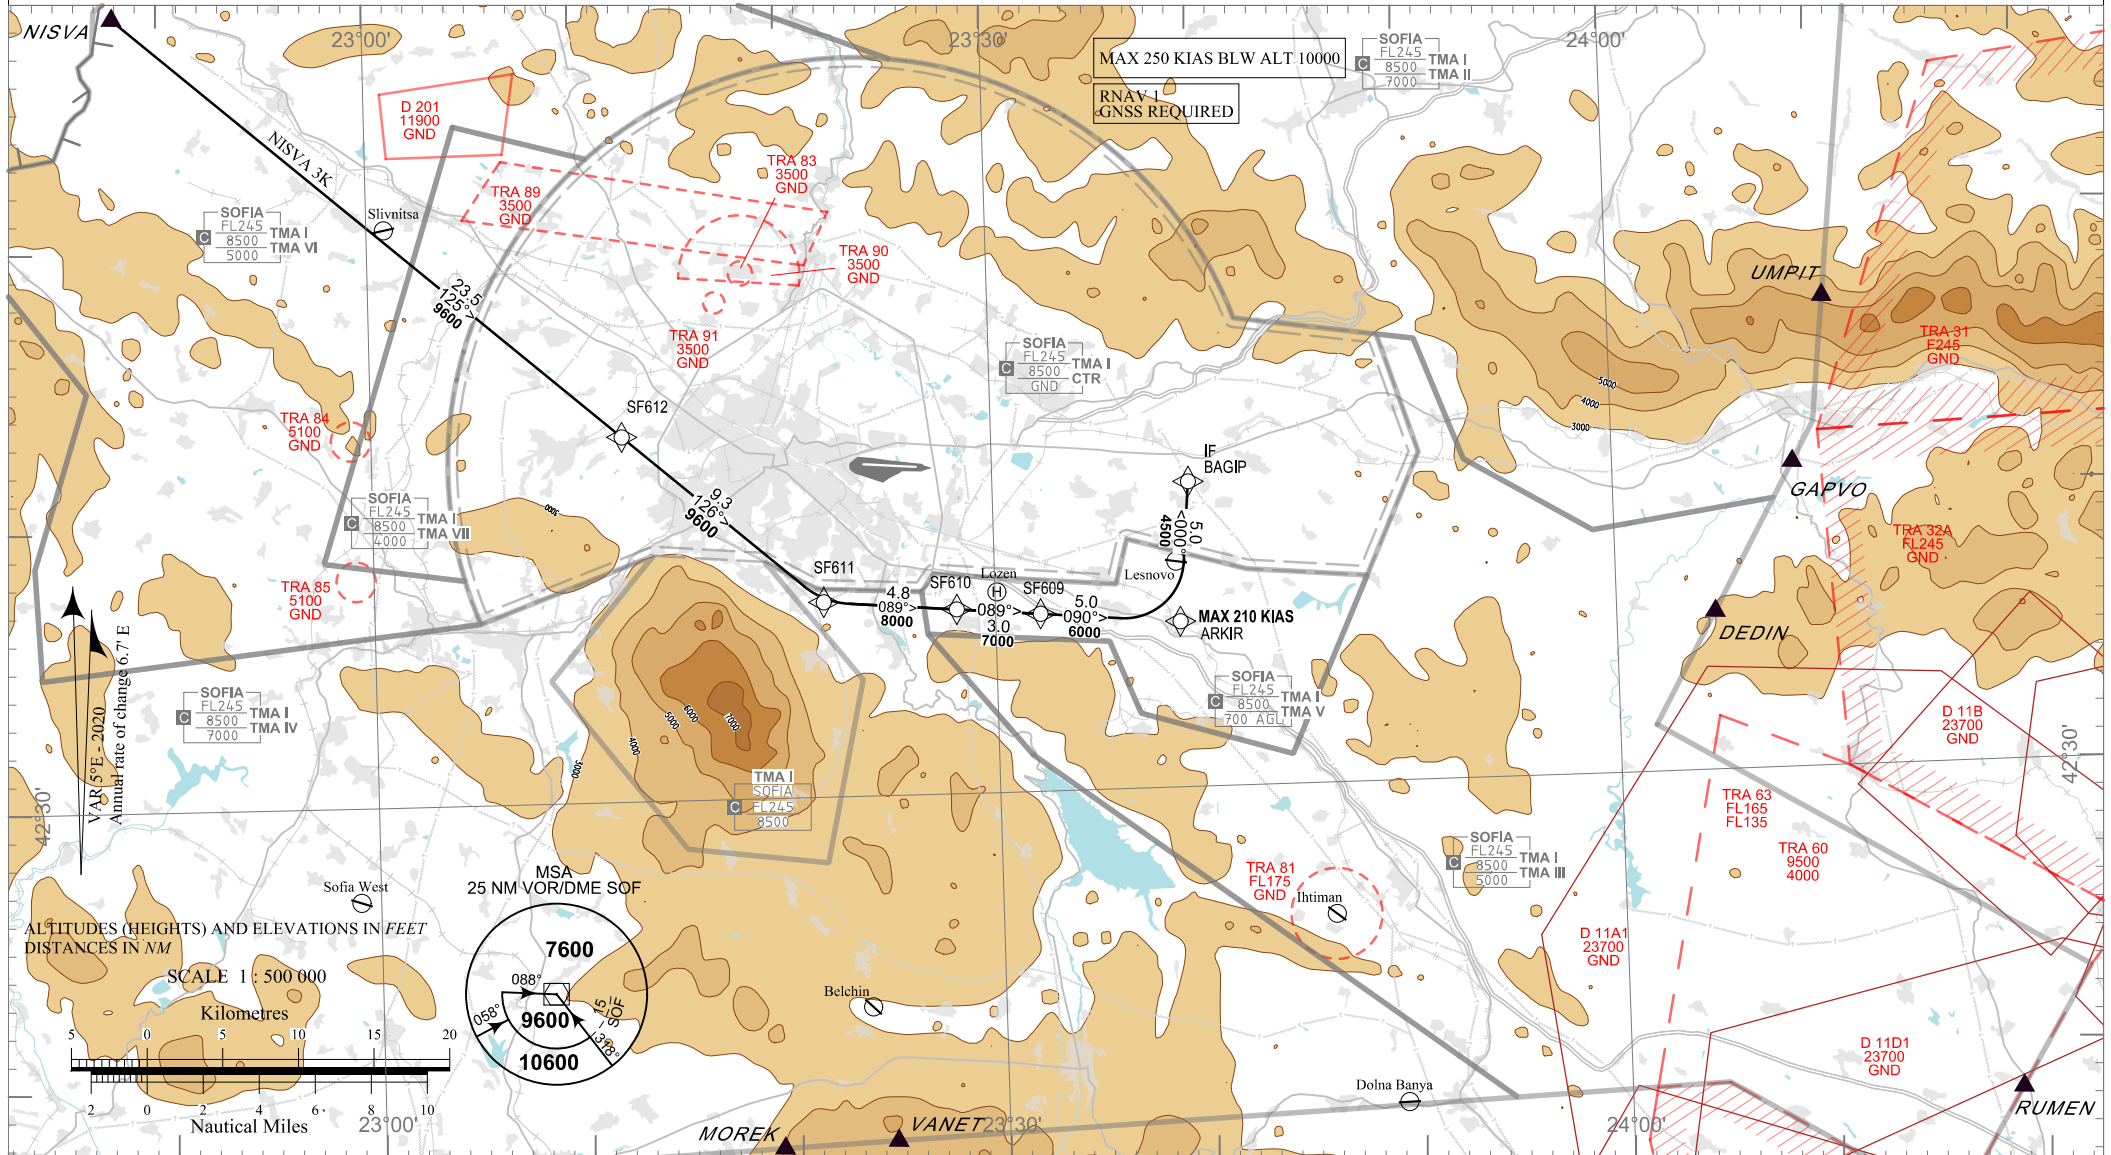 NISVA
23°00'
23°30'
24°00'
MAX 250 KIAS BLW ALT 10000
RNAV 1
GNSS REQUIRED
SOFIA
FL245
C 8500 TMA I
7000 TMA II
D 201
11900
GND
NISVA 3K
TRA 83
3500
GND
TRA 89
3500
GND
Slivnitsa
SOFIA
FL245
C 8500 TMA I
5000 TMA VI
TRA 90
3500
GND
UMPIT
23.5
125°>
9600
TRA 91
3500
GND
TRA 31
F245
GND
SOFIA
FL245
C 8500 TMA I
GND CTR
5000
4000
3000
SF612
TRA 84
5100
GND
IF
BAGIP
GAPVO
SOFIA
FL245
C 8500 TMA I
4000 TMA VII
3000
9.3
126°>
9600
5.0
<000°
4500
TRA 32A
FL245
GND
SF611
SF610
Lozen
H
SF609
Lesnovo
TRA 85
5100
GND
4.8
089°>
8000
089°>
3.0
7000
5.0
090°>
6000
MAX 210 KIAS
ARKIR
DEDIN
VAR 5°E - 2020
Annual rate of change 6.7' E
SOFIA
FL245
C 8500 TMA I
7000 TMA IV
5000
6000
7000
4000
3000
SOFIA
FL245
C 8500 TMA I
700 AGL TMA V
D 11B
23700
GND
42°30'
42°30'
TMA I
SOFIA
C FL245
8500
TRA 63
FL165
FL135
TRA 60
9500
4000
SOFIA
FL245
C 8500 TMA I
5000 TMA III
TRA 81
FL175
GND
Ihtiman
MSA
25 NM VOR/DME SOF
Sofia West
ALTITUDES (HEIGHTS) AND ELEVATIONS IN FEET
DISTANCES IN NM
SCALE 1 : 500 000
Kilometres
5 0 5 10 15 20
2 0 2 4 6 8 10
Nautical Miles
7600
088°
058°
9600
15
SOF
318°
10600
Belchin
D 11A1
23700
GND
D 11D1
23700
GND
Dolna Banya
RUMEN
MOREK
VANET
23°00'
23°30'
24°00'